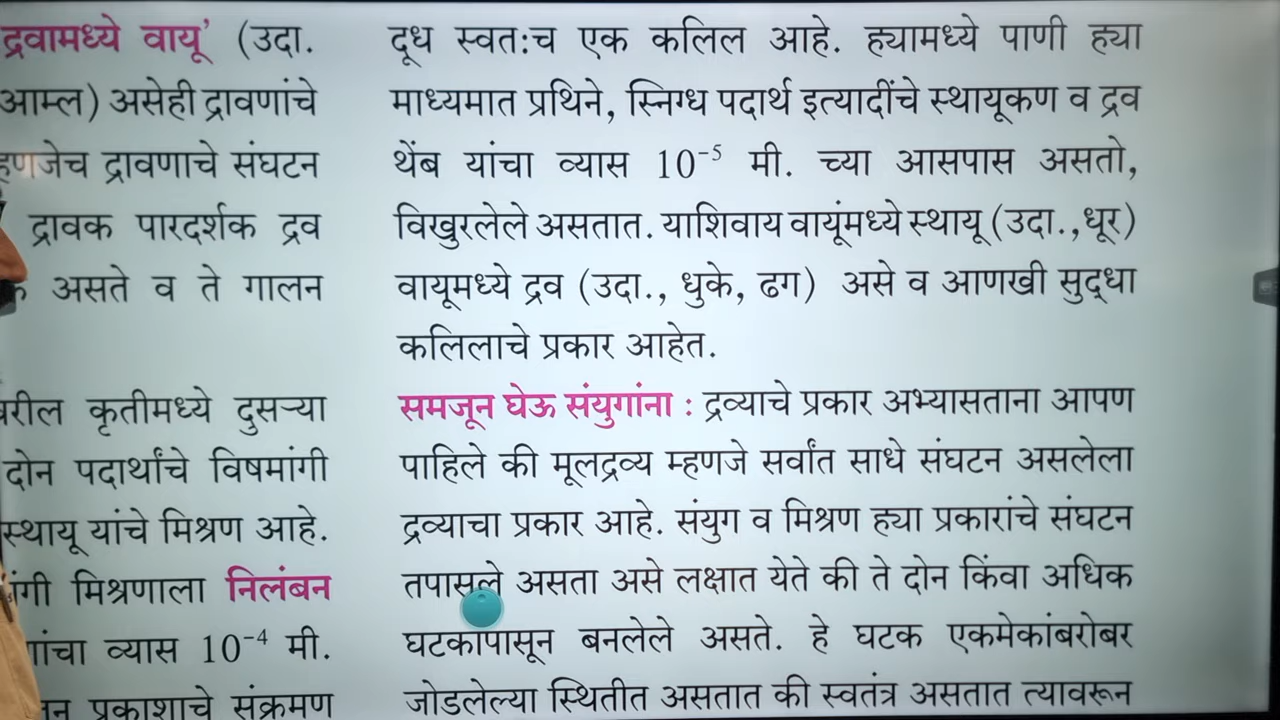 द्रवामध्ये वायू’ (उदा.
आम्ल) असेही द्रावणांचे
द्रावणाचे संघटन
द्रावक पारदर्शक द्रव
असते व ते गालन
कृतीमध्ये दुसऱ्या
दोन पदार्थांचे विषमांगी
स्थायू यांचे मिश्रण आहे.
मिश्रणाला निलंबन
व्यास 10⁻⁴ मी.
प्रकाशाचे संक्रमण
दूध स्वतःच एक कलिल आहे. ह्यामध्ये पाणी ह्या
माध्यमात प्रथिने, स्निग्ध पदार्थ इत्यादींचे स्थायूकण व द्रव
थेंब यांचा व्यास 10⁻⁵ मी. च्या आसपास असतो,
विखुरलेले असतात. याशिवाय वायूंमध्ये स्थायू (उदा.,धूर)
वायूमध्ये द्रव (उदा., धुके, ढग) असे व आणखी सुद्धा
कलिलाचे प्रकार आहेत.
समजून घेऊ संयुगांना : द्रव्याचे प्रकार अभ्यासताना आपण
पाहिले की मूलद्रव्य म्हणजे सर्वांत साधे संघटन असलेला
द्रव्याचा प्रकार आहे. संयुग व मिश्रण ह्या प्रकारांचे संघटन
तपासले असता असे लक्षात येते की ते दोन किंवा अधिक
घटकांपासून बनलेले असते. हे घटक एकमेकांबरोबर
जोडलेल्या स्थितीत असतात की स्वतंत्र असतात त्यावरून